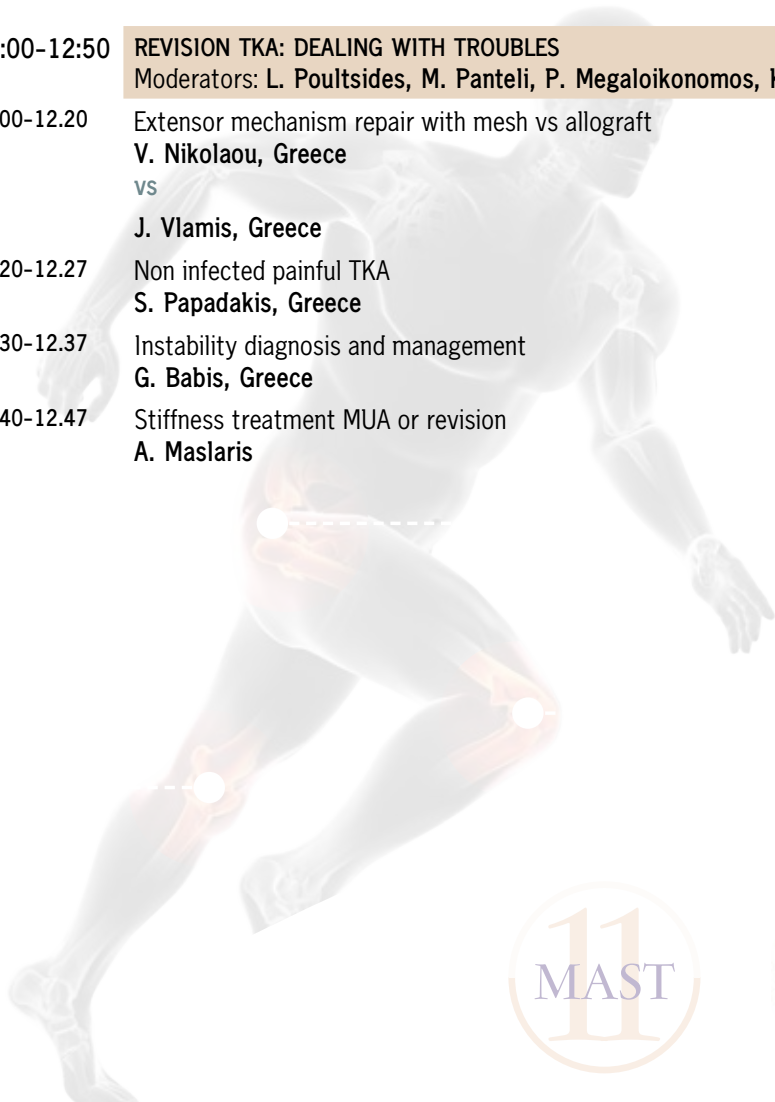 :00-12:50 REVISION TKA: DEALING WITH TROUBLES
Moderators: L. Poultsides, M. Panteli, P. Megaloikonomos,
00-12.20 Extensor mechanism repair with mesh vs allograft
V. Nikolaou, Greece
vs
J. Vlamis, Greece
20-12.27 Non infected painful TKA
S. Papadakis, Greece
30-12.37 Instability diagnosis and management
G. Babis, Greece
40-12.47 Stiffness treatment MUA or revision
A. Maslaris
11
MAST